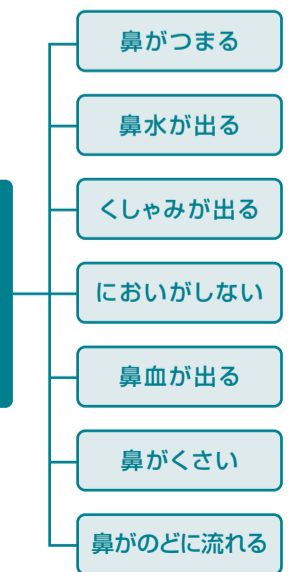 鼻がつまる
鼻水が出る
くしゃみが出る
においがしない
鼻血が出る
鼻がくさい
鼻がのどに流れる